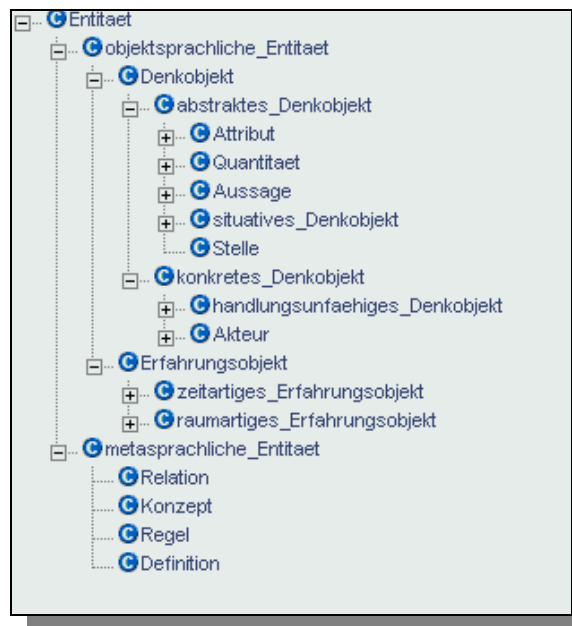 Entitaet
objektsprachliche_Entitaet
Denkobjekt
abstraktes_Denkobjekt
Attribut
Quantitaet
Aussage
situatives_Denkobjekt
Stelle
konkretes_Denkobjekt
handlungsunfaehiges_Denkobjekt
Akteur
Erfahrungsobjekt
zeitartiges_Erfahrungsobjekt
raumartiges_Erfahrungsobjekt
metasprachliche_Entitaet
Relation
Konzept
Regel
Definition